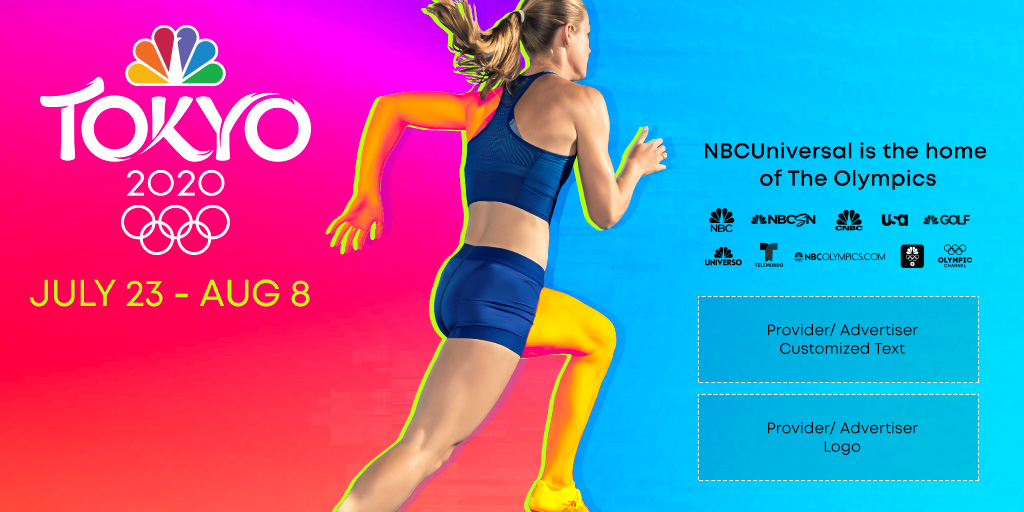 TOKYO
2020
JULY 23 - AUG 8
NBCUniversal is the home
of The Olympics
NBC
NBCSN
CNBC
usa
GOLF
UNIVERSO
TELEMUNDO
NBCOLYMPICS.COM
OLYMPIC
CHANNEL
Provider/ Advertiser
Customized Text
Provider/ Advertiser
Logo